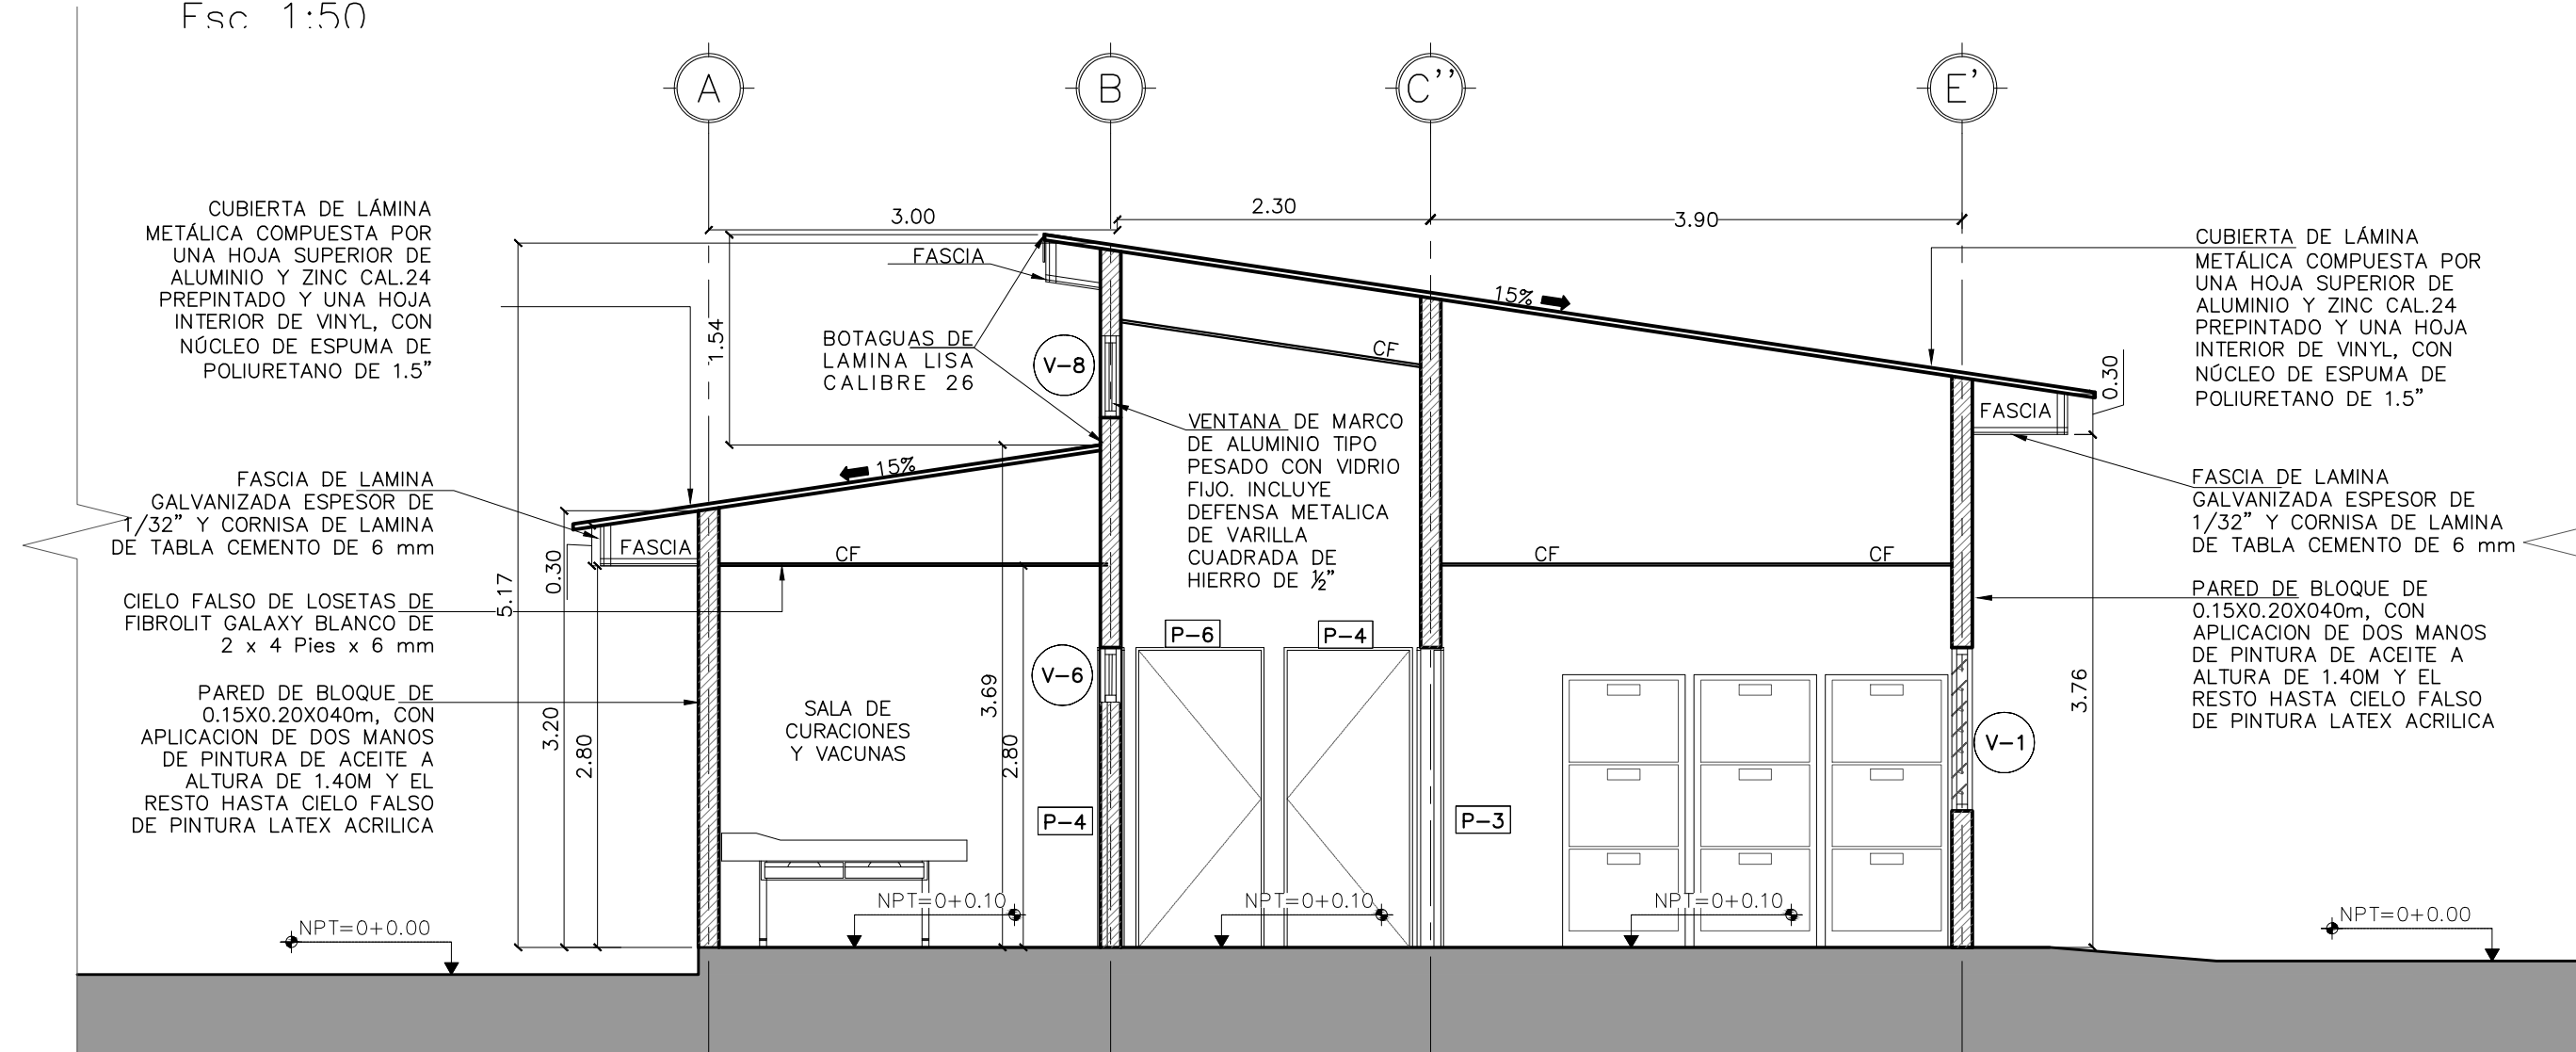 Esc 1:50
A
B
C''
E'
3.00
2.30
3.90
CUBIERTA DE LÁMINA
METÁLICA COMPUESTA POR
UNA HOJA SUPERIOR DE
ALUMINIO Y ZINC CAL.24
PREPINTADO Y UNA HOJA
INTERIOR DE VINYL, CON
NÚCLEO DE ESPUMA DE
POLIURETANO DE 1.5"
FASCIA DE LAMINA
GALVANIZADA ESPESOR DE
1/32" Y CORNISA DE LAMINA
DE TABLA CEMENTO DE 6 mm
CIELO FALSO DE LOSETAS DE
FIBROLIT GALAXY BLANCO DE
2 x 4 Pies x 6 mm
PARED DE BLOQUE DE
0.15X0.20X040m, CON
APLICACION DE DOS MANOS
DE PINTURA DE ACEITE A
ALTURA DE 1.40M Y EL
RESTO HASTA CIELO FALSO
DE PINTURA LATEX ACRILICA
NPT=0+0.00
5.17
0.30
3.20
2.80
FASCIA
1.54
FASCIA
BOTAGUAS DE
LAMINA LISA
CALIBRE 26
15%
CF
SALA DE
CURACIONES
Y VACUNAS
3.69
2.80
V-8
V-6
P-4
NPT=0+0.10
15%
CF
VENTANA DE MARCO
DE ALUMINIO TIPO
PESADO CON VIDRIO
FIJO. INCLUYE
DEFENSA METALICA
DE VARILLA
CUADRADA DE
HIERRO DE ½"
P-6
P-4
NPT=0+0.10
CF
CF
P-3
NPT=0+0.10
V-1
FASCIA
0.30
3.76
CUBIERTA DE LÁMINA
METÁLICA COMPUESTA POR
UNA HOJA SUPERIOR DE
ALUMINIO Y ZINC CAL.24
PREPINTADO Y UNA HOJA
INTERIOR DE VINYL, CON
NÚCLEO DE ESPUMA DE
POLIURETANO DE 1.5"
FASCIA DE LAMINA
GALVANIZADA ESPESOR DE
1/32" Y CORNISA DE LAMINA
DE TABLA CEMENTO DE 6 mm
PARED DE BLOQUE DE
0.15X0.20X040m, CON
APLICACION DE DOS MANOS
DE PINTURA DE ACEITE A
ALTURA DE 1.40M Y EL
RESTO HASTA CIELO FALSO
DE PINTURA LATEX ACRILICA
NPT=0+0.00